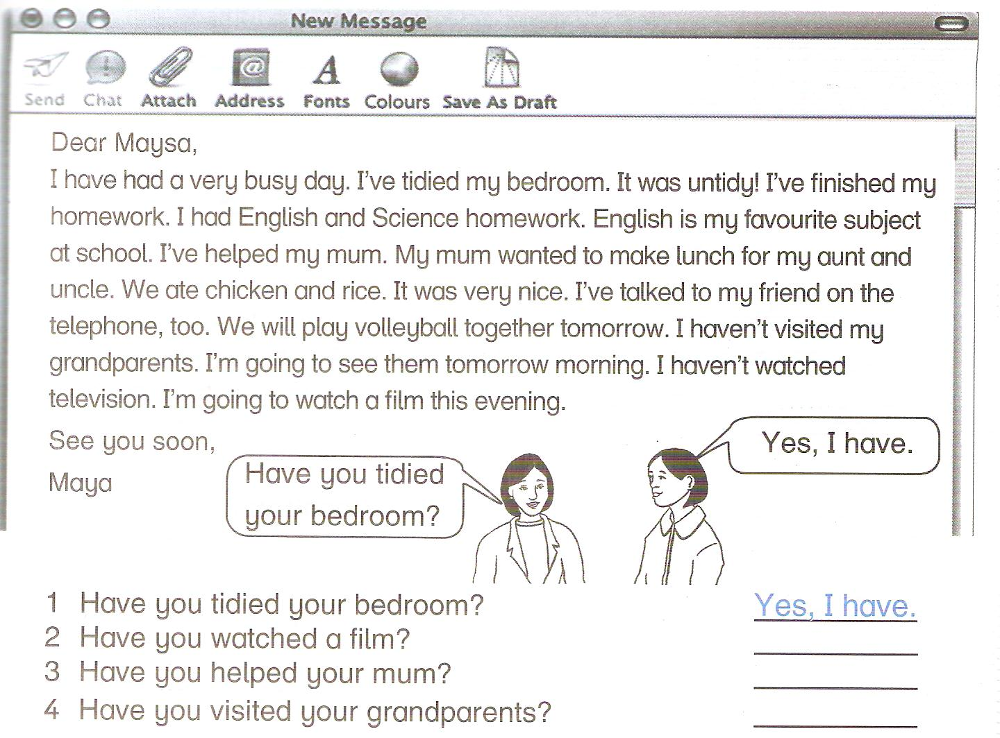 New Message
Send Chat Attach Address Fonts Colours Save As Draft
Dear Maysa,
I have had a very busy day. I've tidied my bedroom. It was untidy! I've finished my
homework. I had English and Science homework. English is my favourite subject
at school. I've helped my mum. My mum wanted to make lunch for my aunt and
uncle. We ate chicken and rice. It was very nice. I've talked to my friend on the
telephone, too. We will play volleyball together tomorrow. I haven't visited my
grandparents. I'm going to see them tomorrow morning. I haven't watched
television. I'm going to watch a film this evening.
See you soon,
Maya
Have you tidied
your bedroom?
Yes, I have.
1 Have you tidied your bedroom? Yes, I have.
2 Have you watched a film?
3 Have you helped your mum?
4 Have you visited your grandparents?